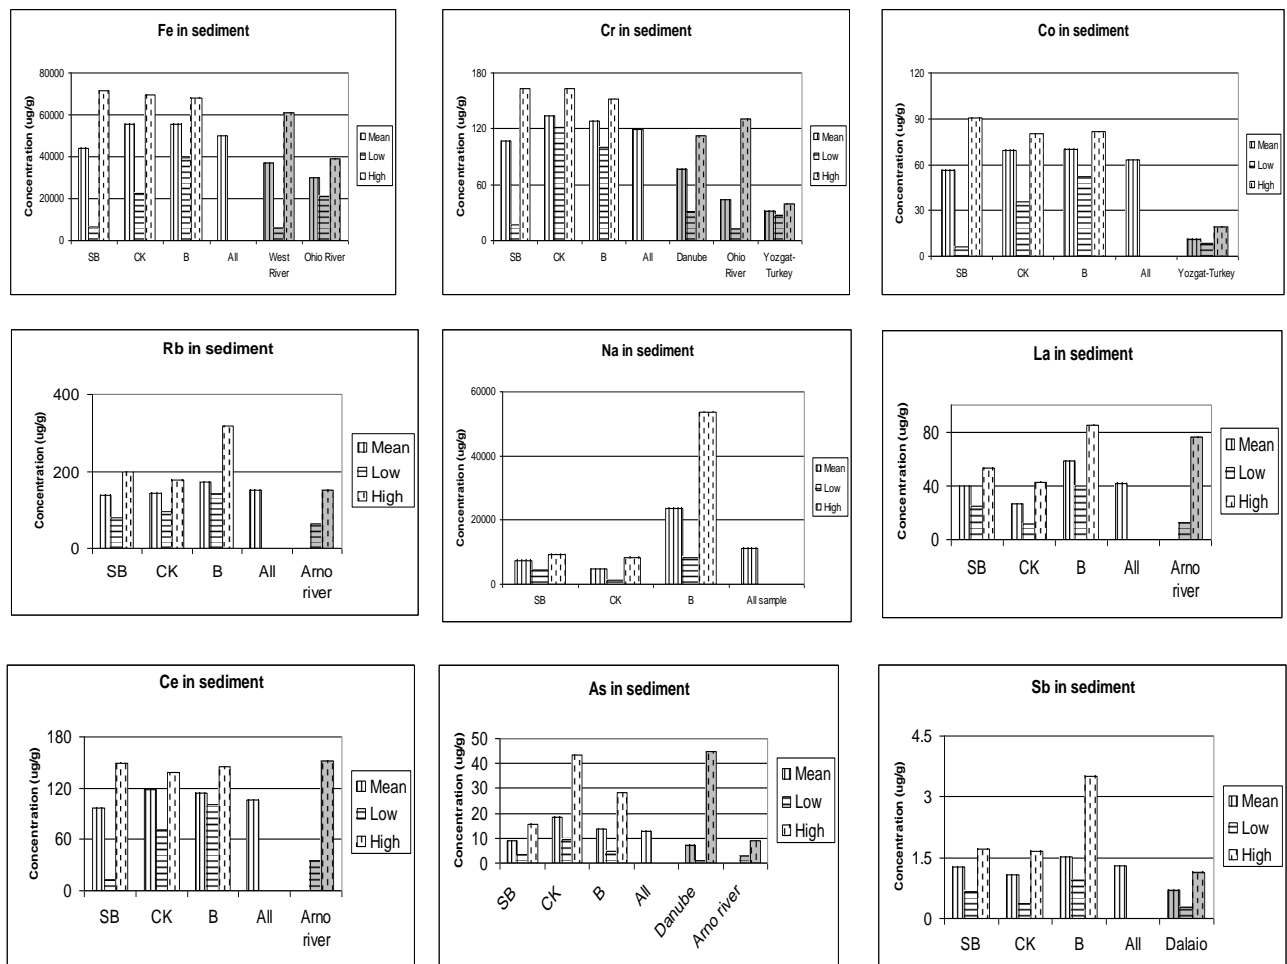 Fe in sediment
Concentration (ug/g)
80000
60000
40000
20000
0
SB CK B All West River Ohio River
Mean
Low
High
Cr in sediment
Concentration (ug/g)
180
120
60
0
SB CK B All Danube Ohio River Yozgat-Turkey
Mean
Low
High
Co in sediment
Concentration (ug/g)
120
90
60
30
0
SB CK B All Yozgat-Turkey
Mean
Low
High
Rb in sediment
Concentration (ug/g)
400
200
0
SB CK B All Arno river
Mean
Low
High
Na in sediment
Concentration (ug/g)
60000
40000
20000
0
SB CK B All sample
Mean
Low
High
La in sediment
Concentration (ug/g)
80
40
0
SB CK B All Arno river
Mean
Low
High
Ce in sediment
Concentration (ug/g)
180
120
60
0
SB CK B All Arno river
Mean
Low
High
As in sediment
Concentration (ug/g)
50
40
30
20
10
0
SB CK B All Danube Arno river
Mean
Low
High
Sb in sediment
Concentration (ug/g)
4.5
3
1.5
0
SB CK B All Dalaio
Mean
Low
High